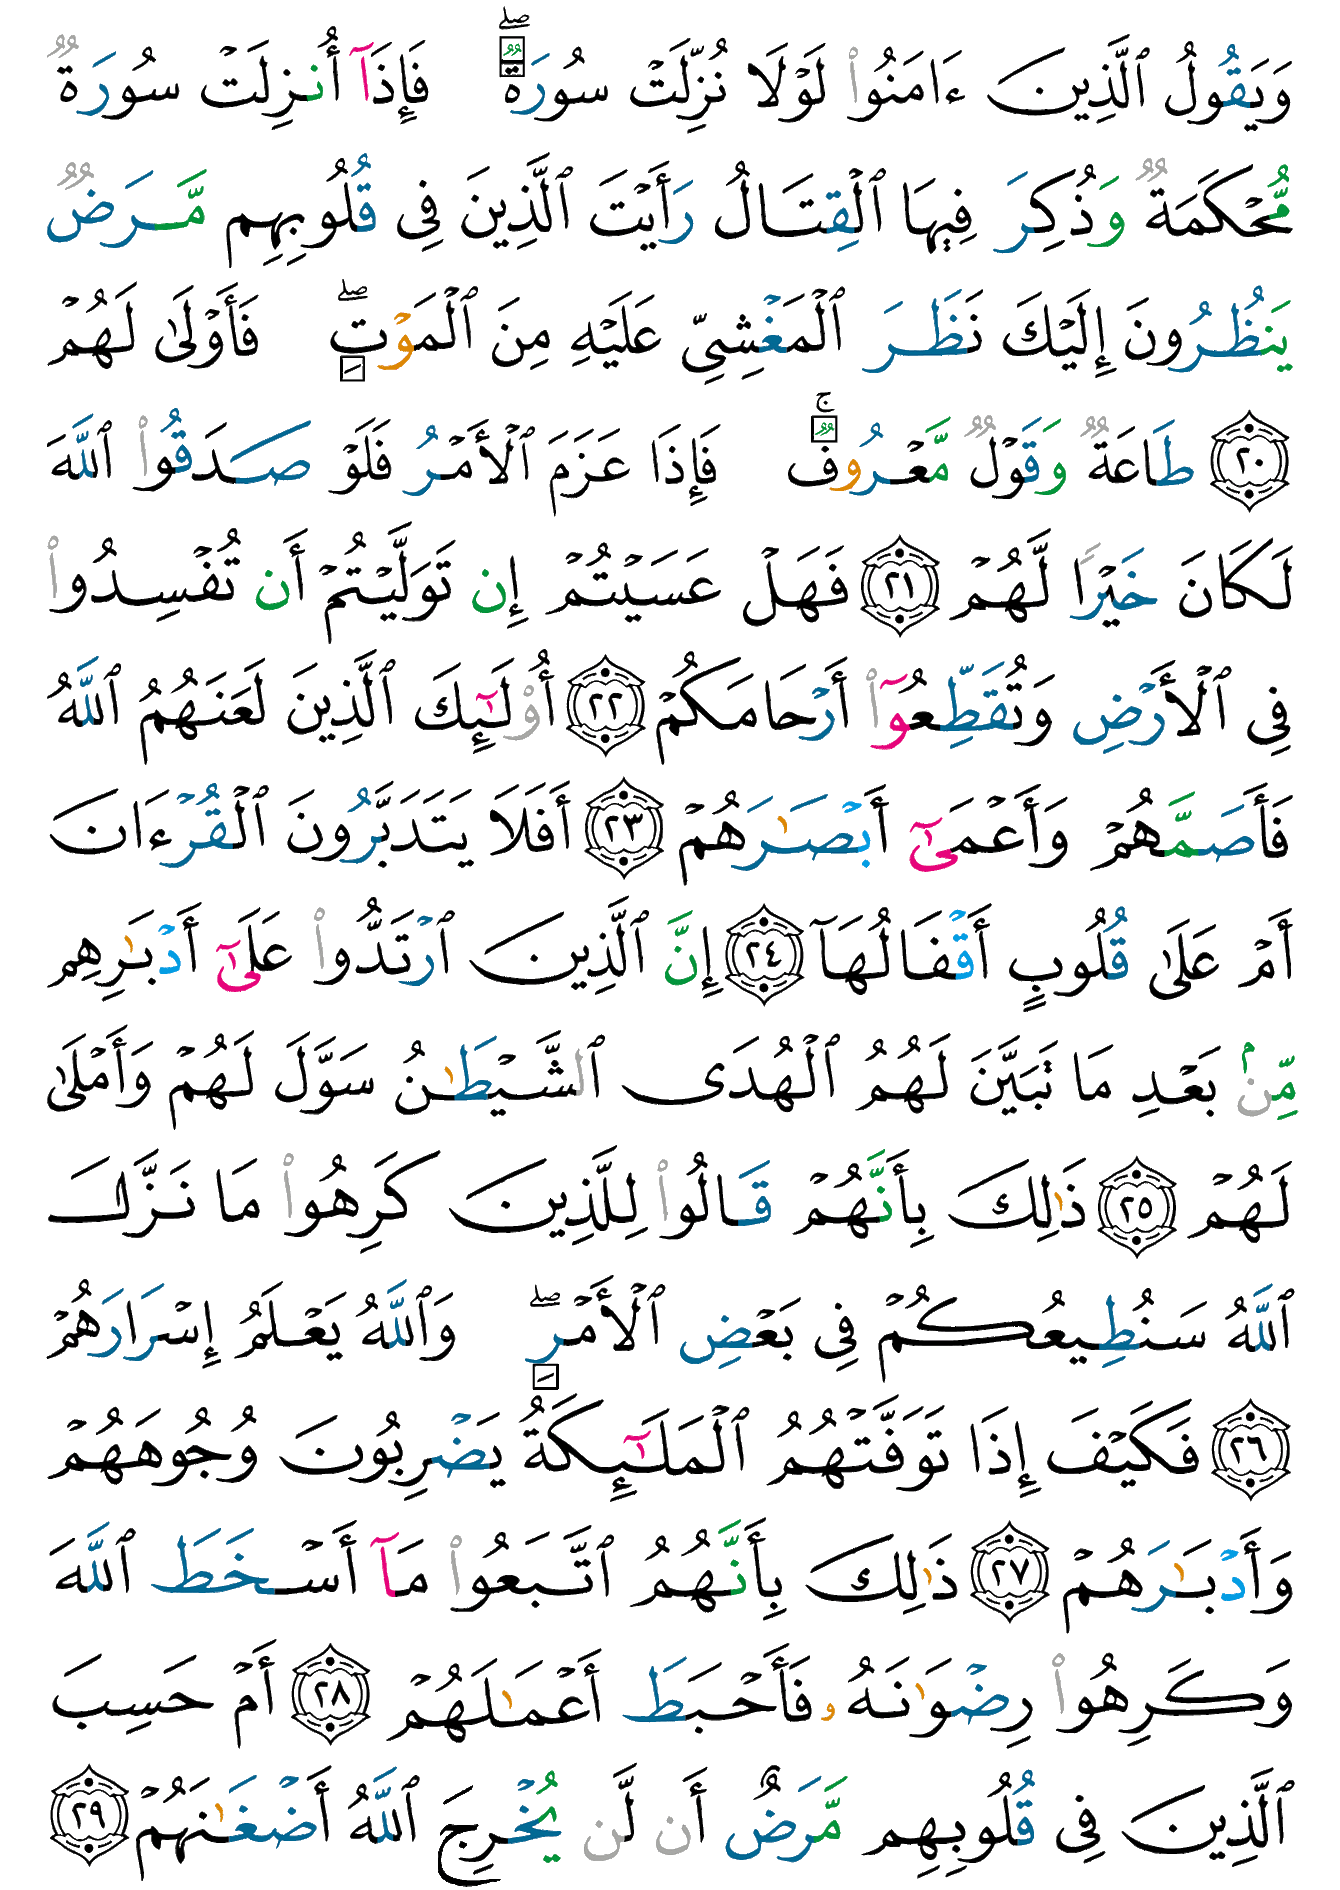 وَيَقُولُ ٱلَّذِينَ ءَامَنُوا۟ لَوْلَا نُزِّلَتْ سُورَةٌۭ ۖ فَإِذَآ أُنزِلَتْ سُورَةٌۭ
مُّحْكَمَةٌۭ وَذُكِرَ فِيهَا ٱلْقِتَالُ رَأَيْتَ ٱلَّذِينَ فِى قُلُوبِهِم مَّرَضٌۭ
يَنظُرُونَ إِلَيْكَ نَظَرَ ٱلْمَغْشِىِّ عَلَيْهِ مِنَ ٱلْمَوْتِ ۖ فَأَوْلَىٰ لَهُمْ
٢٠ طَاعَةٌۭ وَقَوْلٌۭ مَّعْرُوفٌۭ ۚ فَإِذَا عَزَمَ ٱلْأَمْرُ فَلَوْ صَدَقُوا۟ ٱللَّهَ
لَكَانَ خَيْرًۭا لَّهُمْ ٢١ فَهَلْ عَسَيْتُمْ إِن تَوَلَّيْتُمْ أَن تُفْسِدُوا۟
فِى ٱلْأَرْضِ وَتُقَطِّعُوٓا۟ أَرْحَامَكُمْ ٢٢ أُو۟لَـٰٓئِكَ ٱلَّذِينَ لَعَنَهُمُ ٱللَّهُ
فَأَصَمَّهُمْ وَأَعْمَىٰٓ أَبْصَـٰرَهُمْ ٢٣ أَفَلَا يَتَدَبَّرُونَ ٱلْقُرْءَانَ
أَمْ عَلَىٰ قُلُوبٍ أَقْفَالُهَآ ٢٤ إِنَّ ٱلَّذِينَ ٱرْتَدُّوا۟ عَلَىٰٓ أَدْبَـٰرِهِم
مِّنۢ بَعْدِ مَا تَبَيَّنَ لَهُمُ ٱلْهُدَى ٱلشَّيْطَـٰنُ سَوَّلَ لَهُمْ وَأَمْلَىٰ
لَهُمْ ٢٥ ذَٰلِكَ بِأَنَّهُمْ قَالُوا۟ لِلَّذِينَ كَرِهُوا۟ مَا نَزَّلَ
ٱللَّهُ سَنُطِيعُكُمْ فِى بَعْضِ ٱلْأَمْرِ ۖ وَٱللَّهُ يَعْلَمُ إِسْرَارَهُمْ
٢٦ فَكَيْفَ إِذَا تَوَفَّتْهُمُ ٱلْمَلَـٰٓئِكَةُ يَضْرِبُونَ وُجُوهَهُمْ
وَأَدْبَـٰرَهُمْ ٢٧ ذَٰلِكَ بِأَنَّهُمُ ٱتَّبَعُوا۟ مَآ أَسْخَطَ ٱللَّهَ
وَكَرِهُوا۟ رِضْوَٰنَهُۥ فَأَحْبَطَ أَعْمَـٰلَهُمْ ٢٨ أَمْ حَسِبَ
ٱلَّذِينَ فِى قُلُوبِهِم مَّرَضٌ أَن لَّن يُخْرِجَ ٱللَّهُ أَضْغَـٰنَهُمْ ٢٩